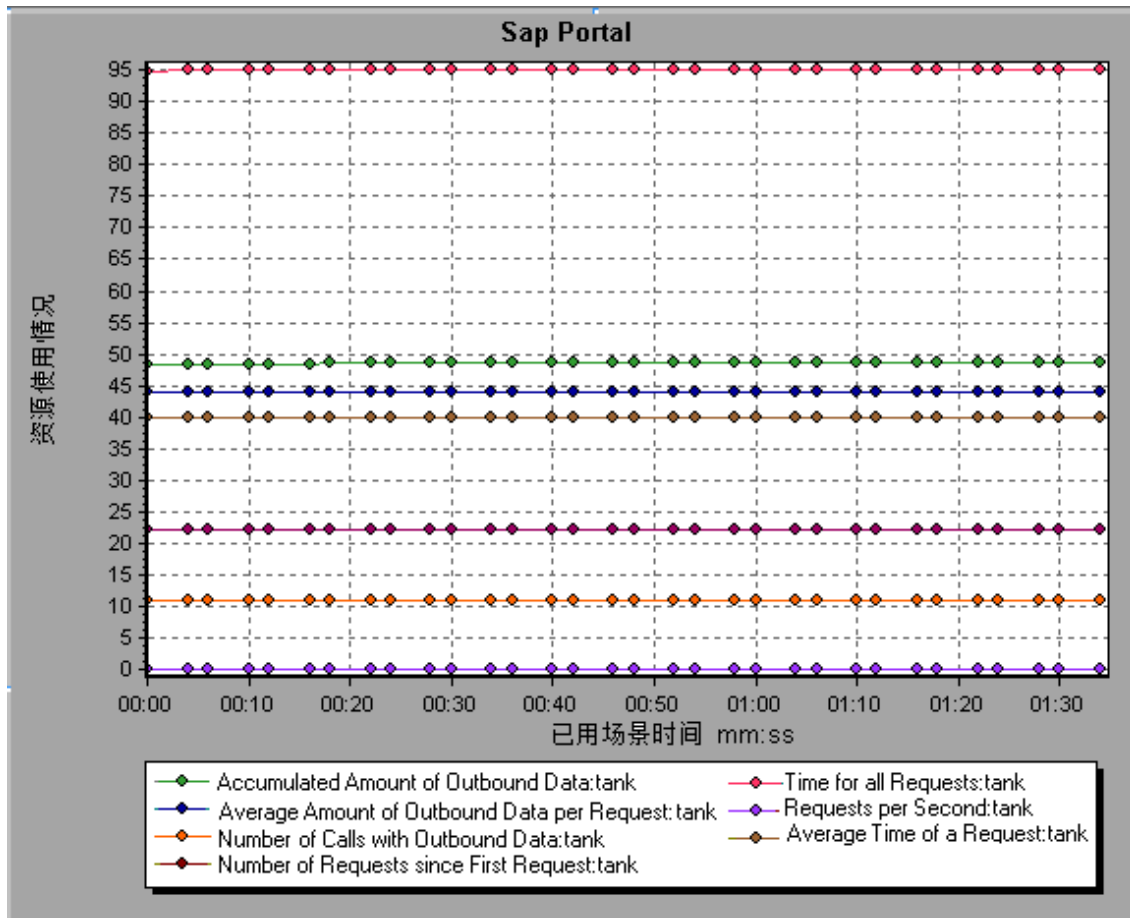 Sap Portal
95
90
85
80
75
70
65
60
55
50
45
40
35
30
25
20
15
10
5
0
资源使用情况
00:00 00:10 00:20 00:30 00:40 00:50 01:00 01:10 01:20 01:30
已用场景时间 mm:ss
Accumulated Amount of Outbound Data:tank
Average Amount of Outbound Data per Request:tank
Number of Calls with Outbound Data:tank
Number of Requests since First Request:tank
Time for all Requests:tank
Requests per Second:tank
Average Time of a Request:tank